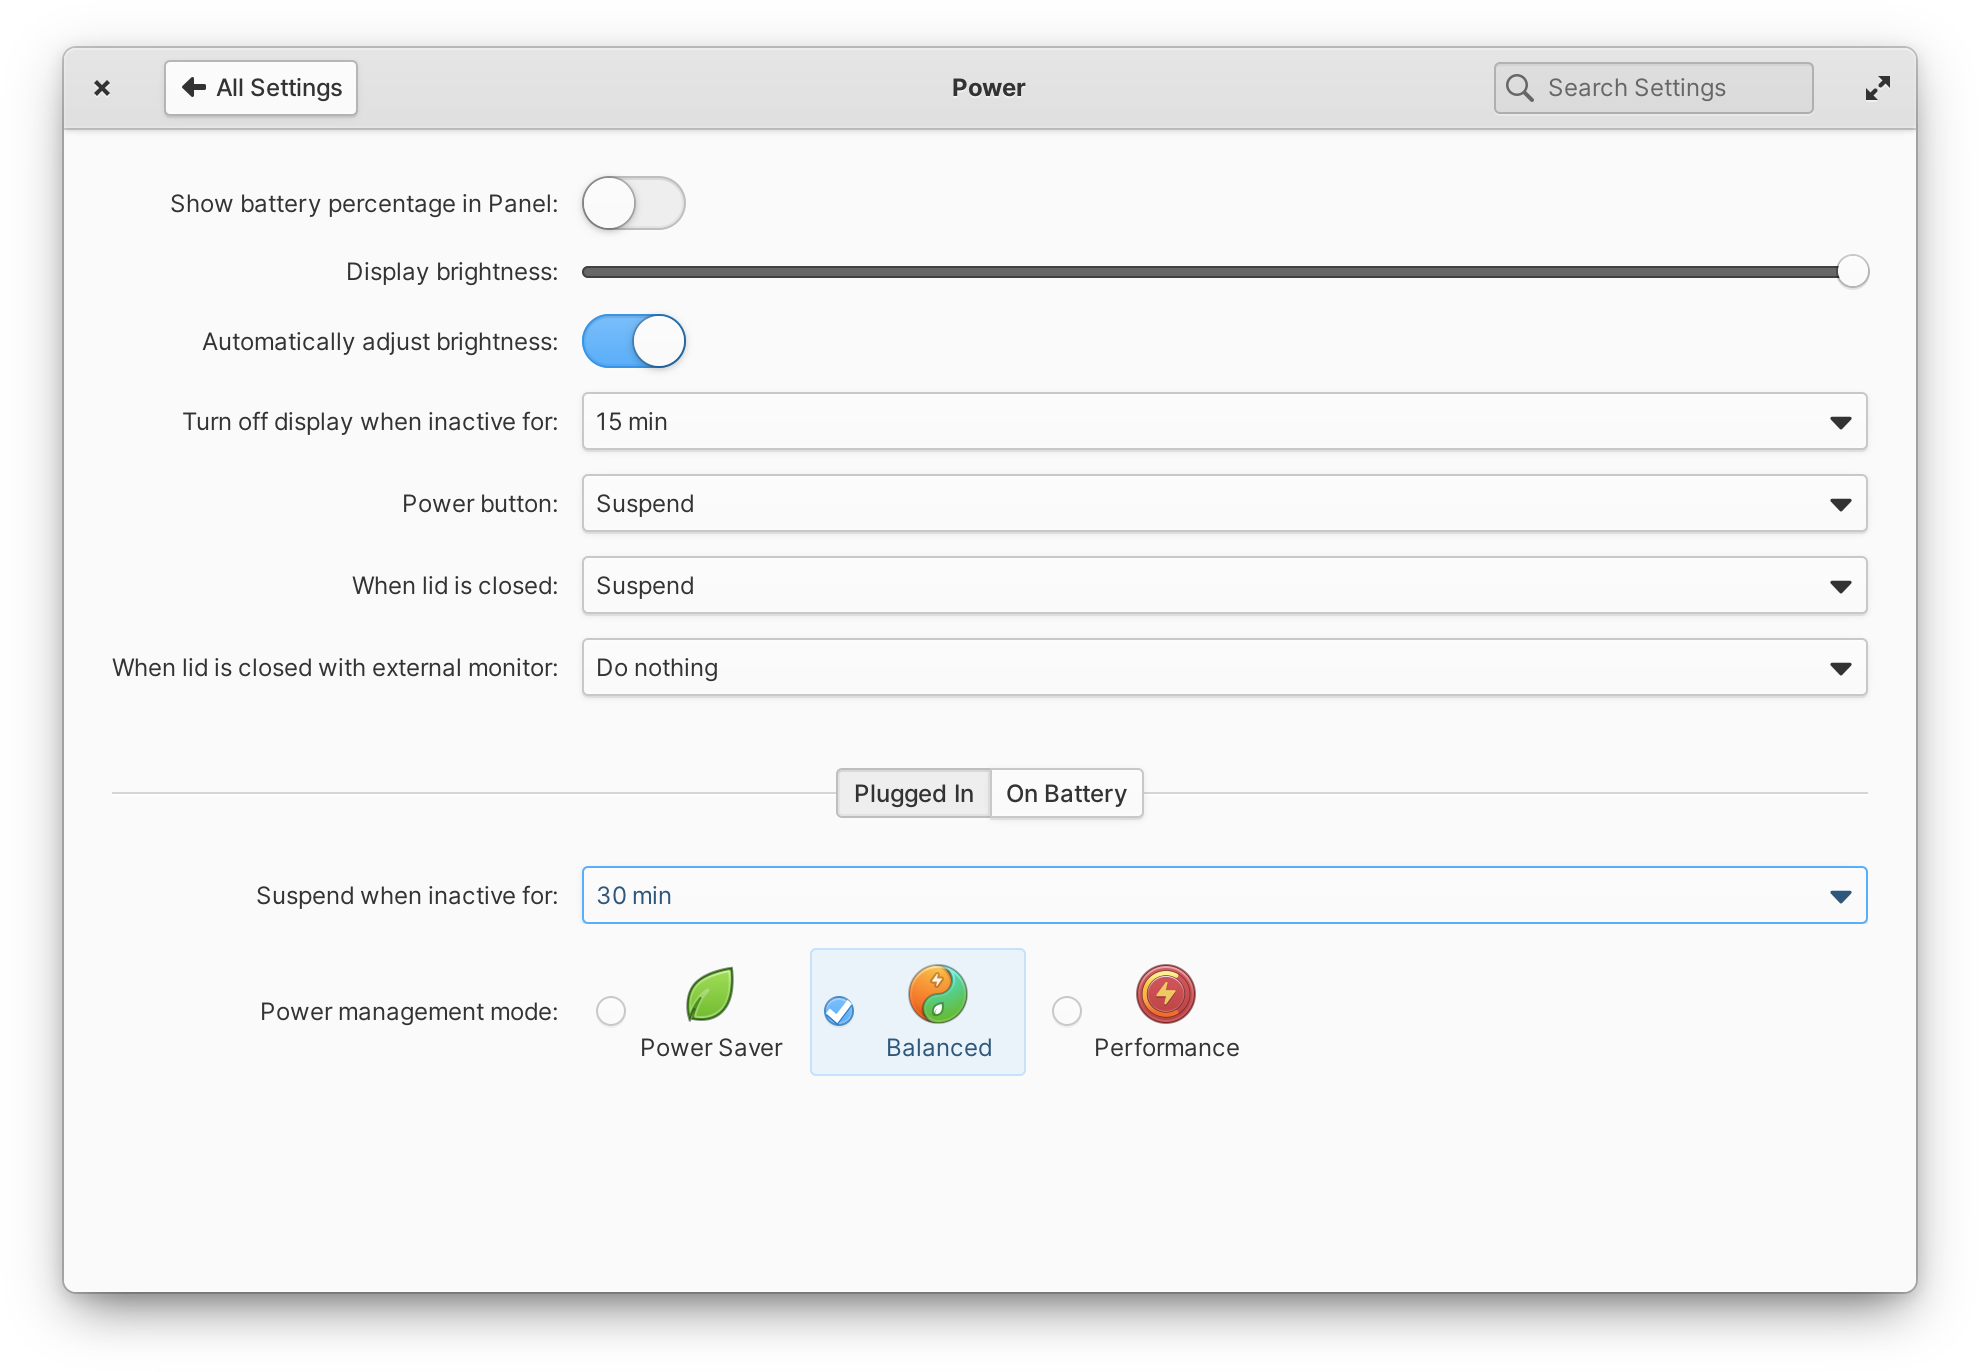 All Settings
Power
Search Settings
Show battery percentage in Panel:
Display brightness:
Automatically adjust brightness:
Turn off display when inactive for: 15 min
Power button: Suspend
When lid is closed: Suspend
When lid is closed with external monitor: Do nothing
Plugged In On Battery
Suspend when inactive for: 30 min
Power management mode:
Power Saver
Balanced
Performance